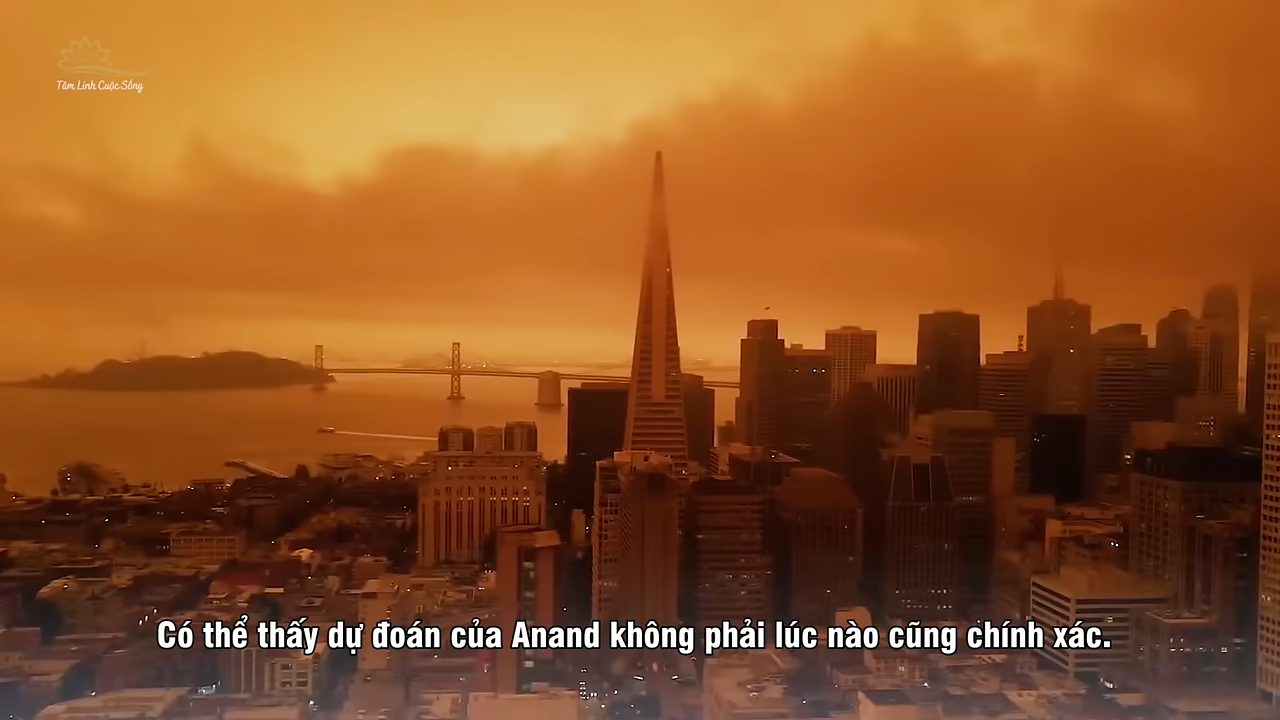 Tâm Linh Cuộc Sống
Có thể thấy dự đoán của Anand không phải lúc nào cũng chính xác.